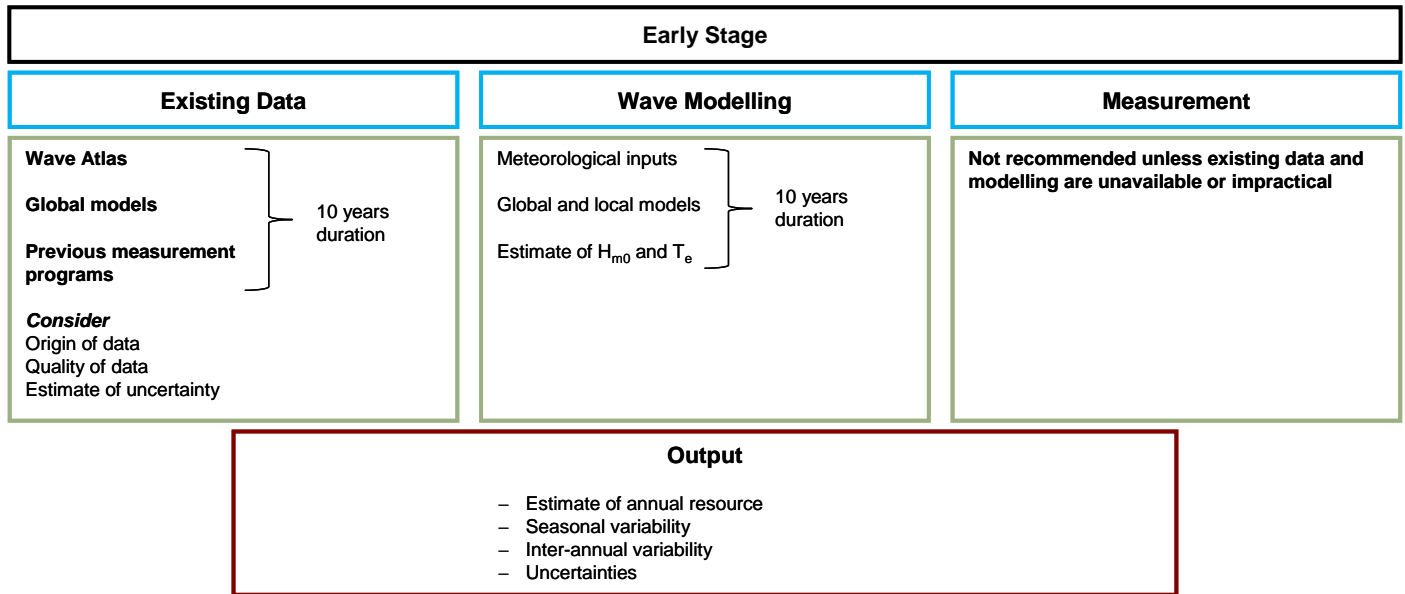 Early Stage
Existing Data
Wave Atlas
Global models
Previous measurement
programs
10 years
duration
Consider
Origin of data
Quality of data
Estimate of uncertainty
Wave Modelling
Meteorological inputs
Global and local models
Estimate of Hm0 and Te
10 years
duration
Measurement
Not recommended unless existing data and
modelling are unavailable or impractical
Output
– Estimate of annual resource
– Seasonal variability
– Inter-annual variability
– Uncertainties